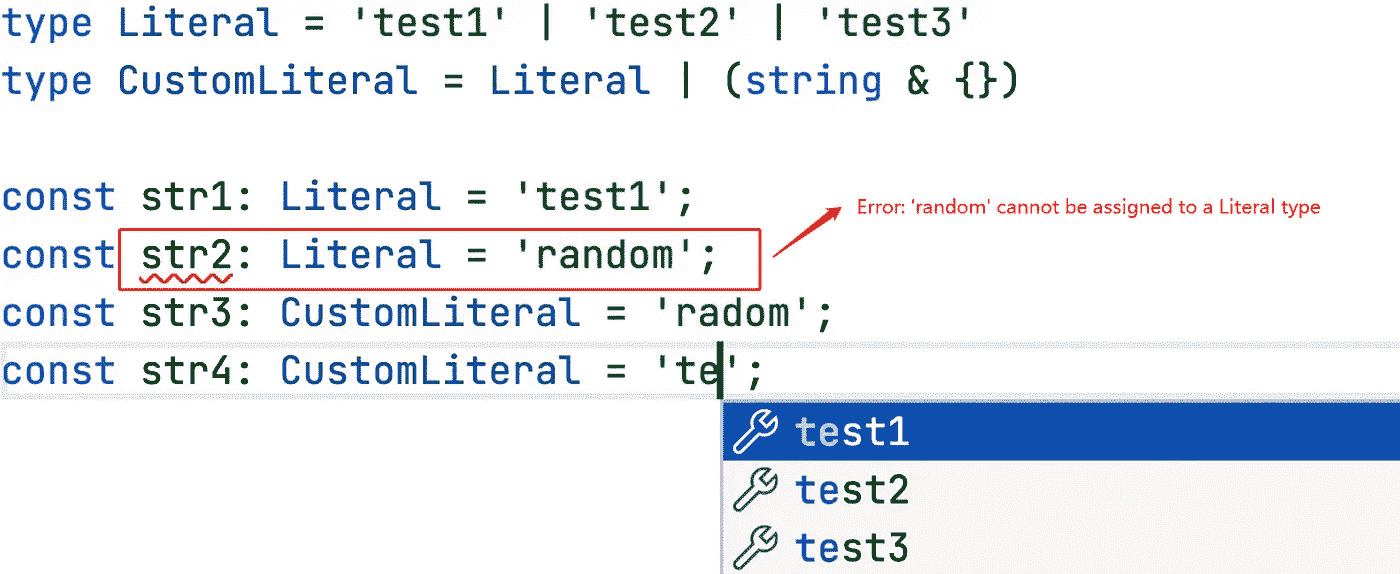 type Literal = 'test1' | 'test2' | 'test3'
type CustomLiteral = Literal | (string & {})
const str1: Literal = 'test1';
Error: 'random' cannot be assigned to a Literal type
const str2: Literal = 'random';
const str3: CustomLiteral = 'radom';
const str4: CustomLiteral = 'te';
test1
test2
test3